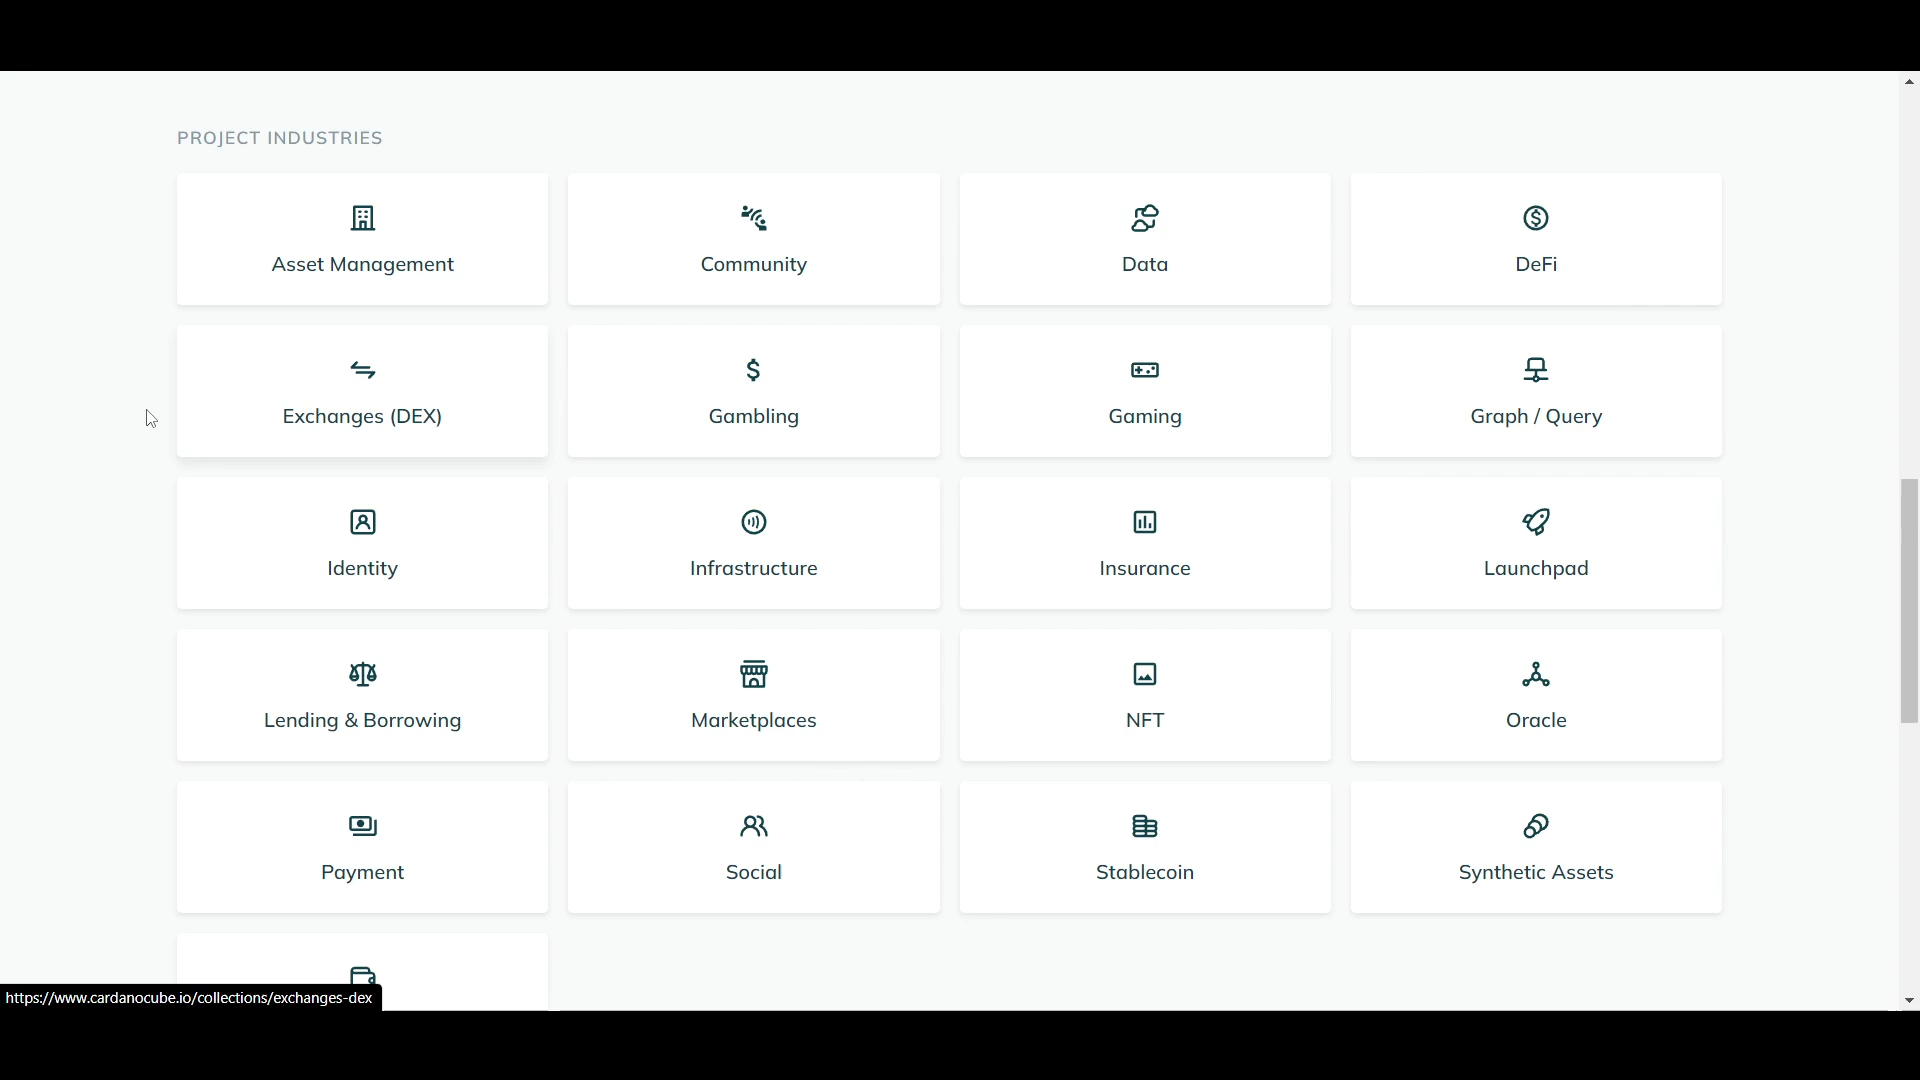 PROJECT INDUSTRIES
Asset Management
Community
Data
DeFi
Exchanges (DEX)
Gambling
Gaming
Graph / Query
Identity
Infrastructure
Insurance
Launchpad
Lending & Borrowing
Marketplaces
NFT
Oracle
Payment
Social
Stablecoin
Synthetic Assets
https://www.cardanocube.io/collections/exchanges-dex